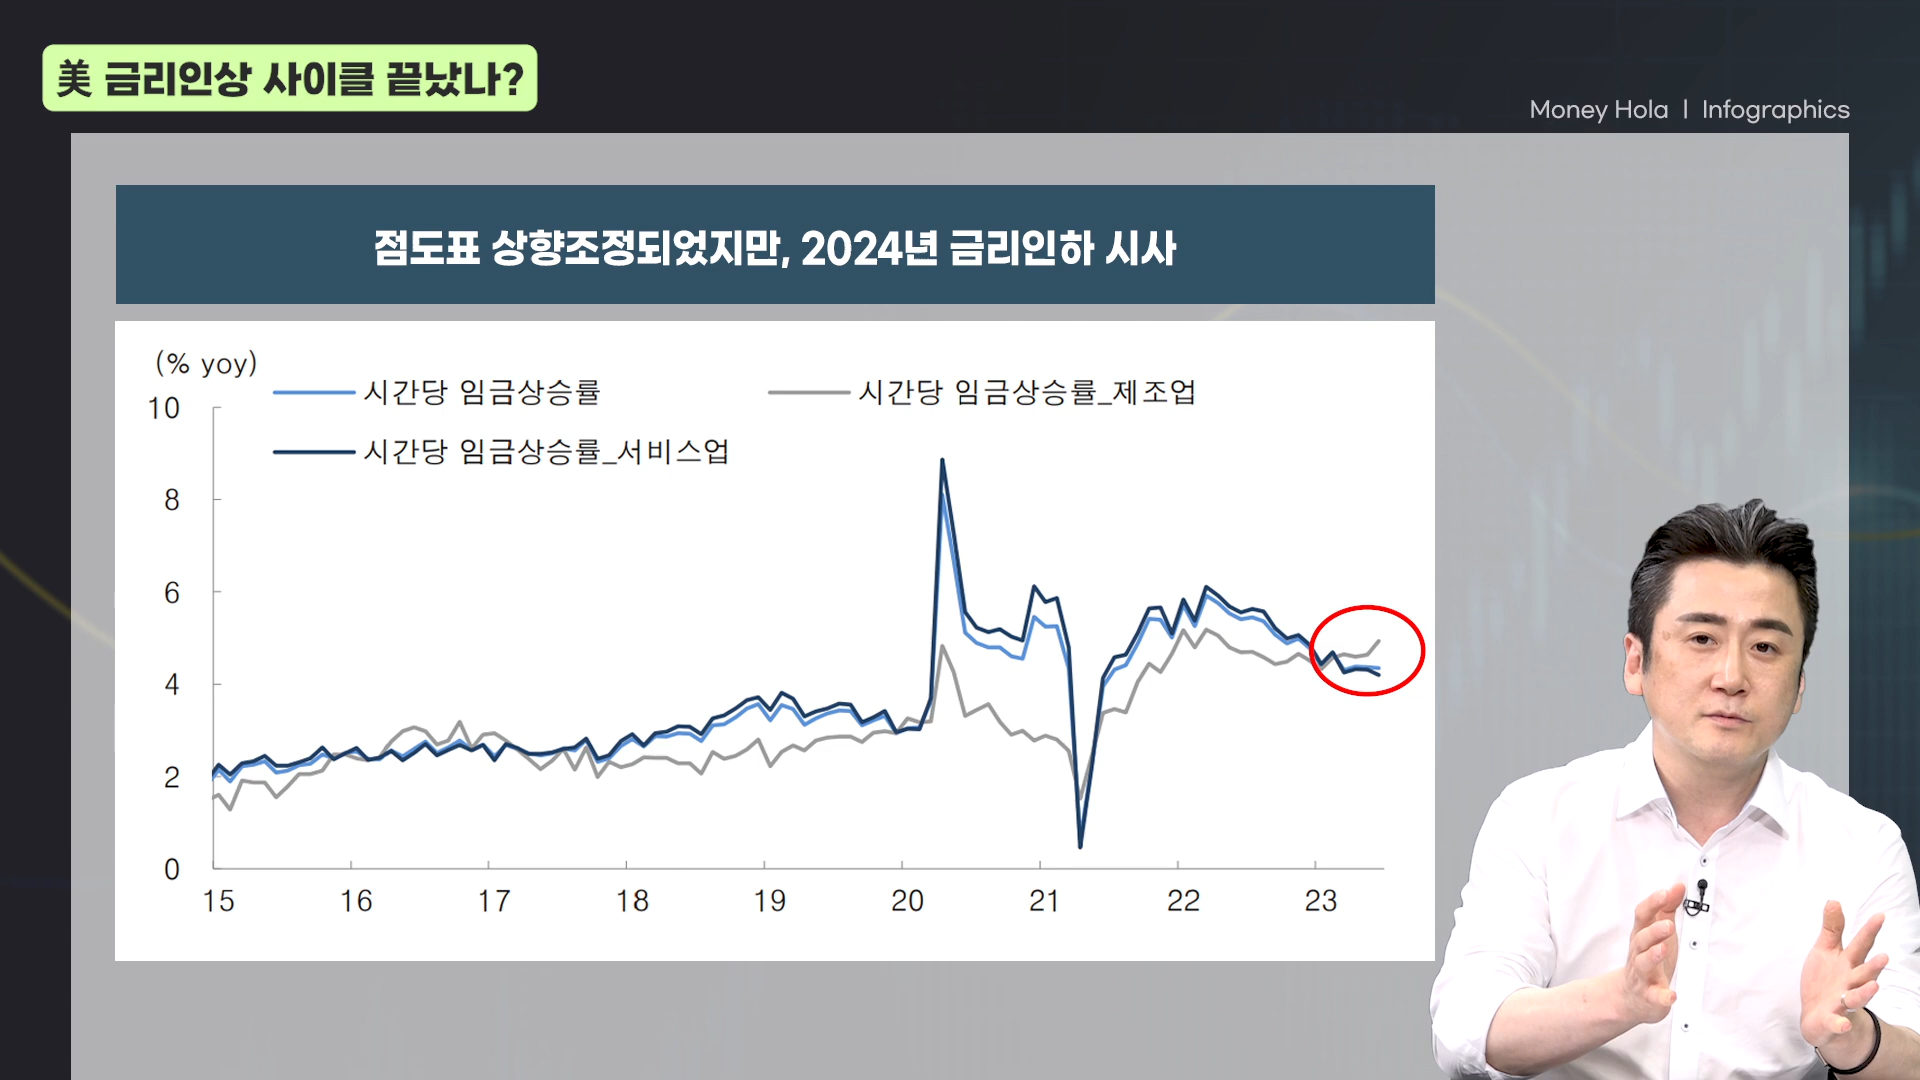 美 금리인상 사이클 끝났나?
Money Hola | Infographics
점도표 상향조정되었지만, 2024년 금리인하 시사
(% yoy)
시간당 임금상승률
시간당 임금상승률_제조업
시간당 임금상승률_서비스업
10
8
6
4
2
0
15 16 17 18 19 20 21 22 23